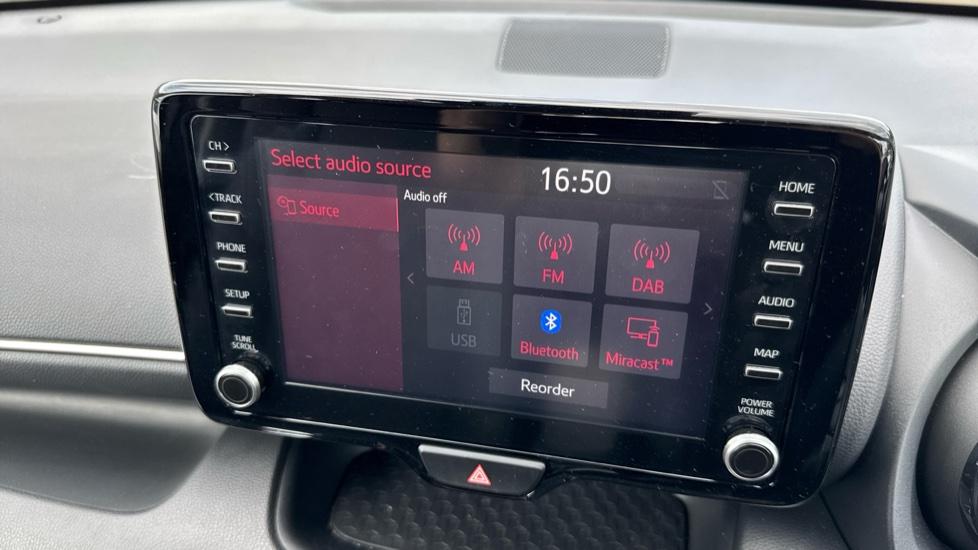 CH >
< TRACK
PHONE
SETUP
TUNE
SCROLL
Select audio source
16:50
Source
Audio off
AM
FM
DAB
USB
Bluetooth
Miracast™
Reorder
HOME
MENU
AUDIO
MAP
POWER
VOLUME